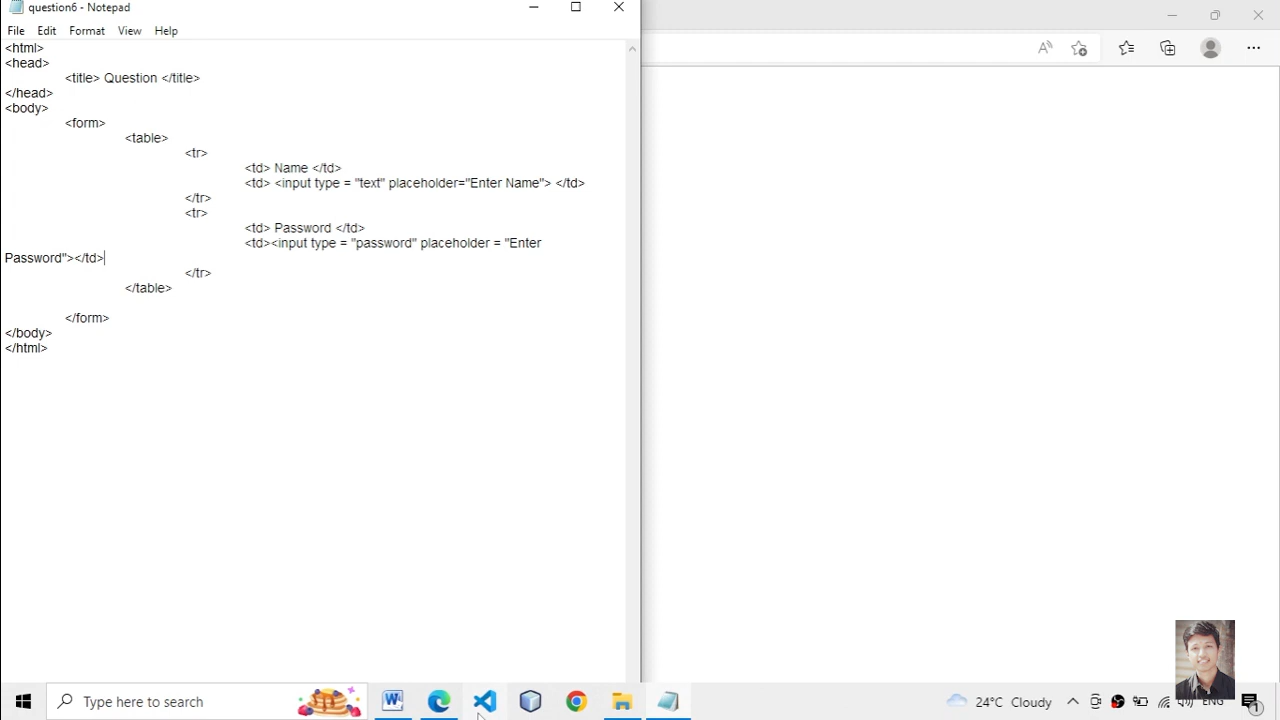 question6 - Notepad
File Edit Format View Help
<html>
<head>
<title> Question </title>
</head>
<body>
<form>
<table>
<tr>
<td> Name </td>
<td> <input type = "text" placeholder="Enter Name"> </td>
</tr>
<tr>
<td> Password </td>
<td><input type = "password" placeholder = "Enter
Password"></td>
</tr>
</table>
</form>
</body>
</html>
Type here to search
24°C Cloudy
ENG
1